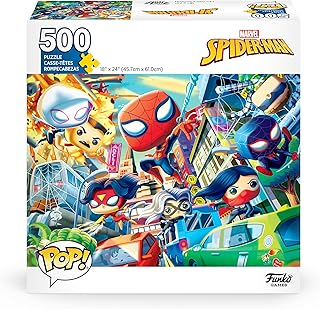 500
PUZZLE
CASSE-TÊTES
ROMPECABEZAS
18" x 24" (45.7cm x 61.0cm)
MARVEL
SPIDER-MAN
POP!
Funko
GAMES